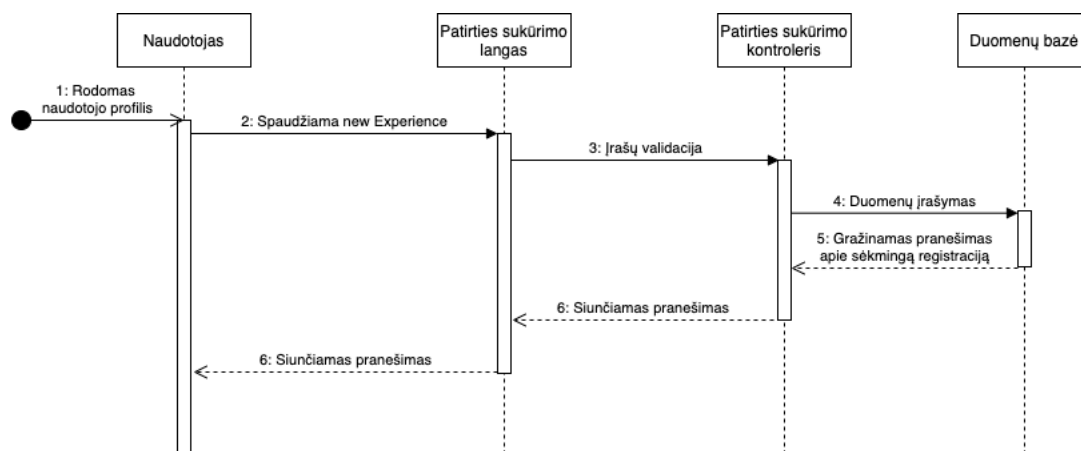 Naudotojas
Patirties sukūrimo
langas
Patirties sukūrimo
kontroleris
Duomenų bazė
1: Rodomas
naudotojo profilis
2: Spaudžiama new Experience
3: Įrašų validacija
4: Duomenų įrašymas
5: Gražinamas pranešimas
apie sėkmingą registraciją
6: Siunčiamas pranešimas
6: Siunčiamas pranešimas